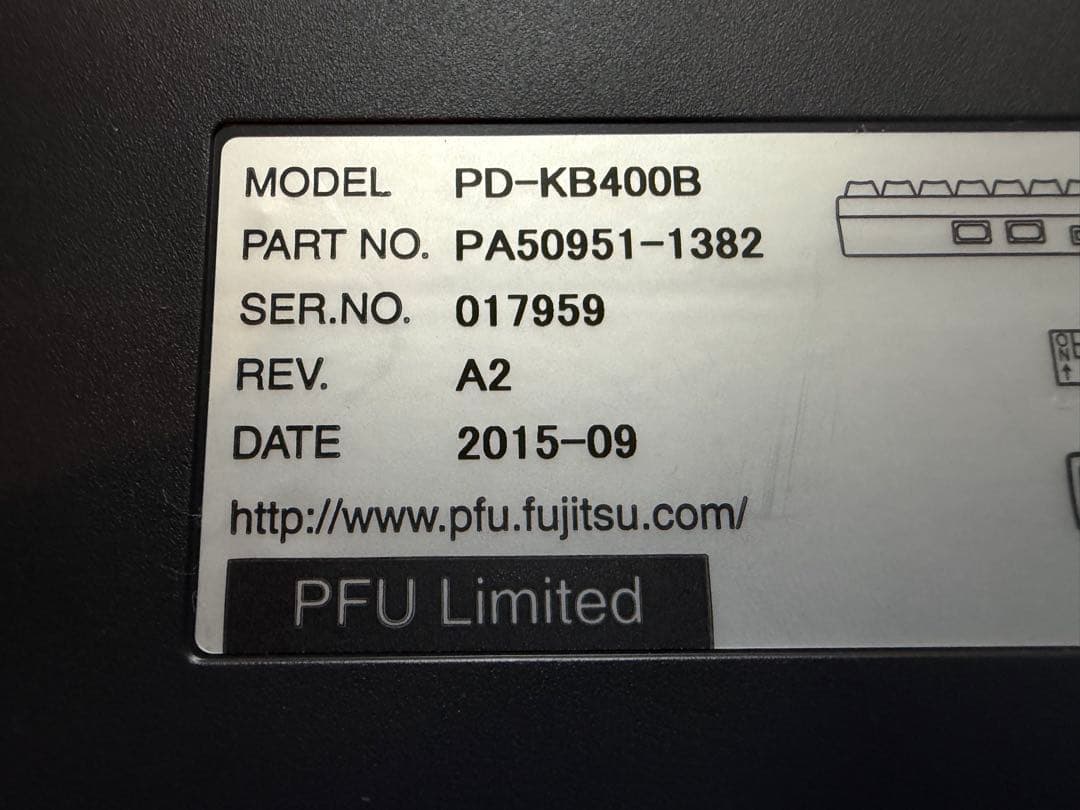 MODEL PD-KB400B
PART NO. PA50951-1382
SER.NO. 017959
REV. A2
DATE 2015-09
http://www.pfu.fujitsu.com/
PFU Limited
ON